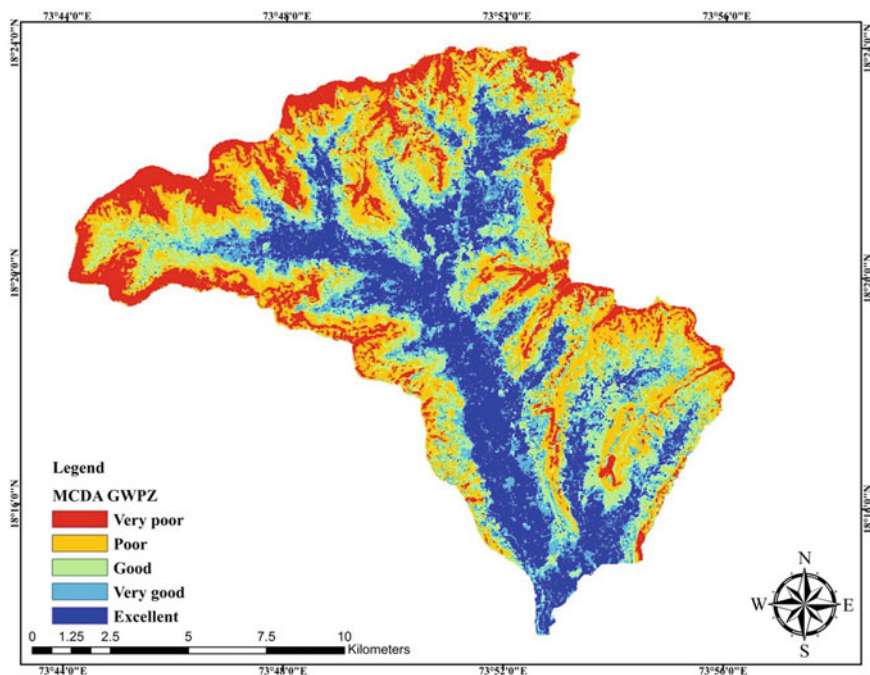 73°44'0"E 73°48'0"E 73°52'0"E 73°56'0"E
18°24'0"N 18°24'0"N
18°20'0"N 18°20'0"N
18°16'0"N 18°16'0"N
Legend
MCDA GWPZ
Very poor
Poor
Good
Very good
Excellent
0 1.25 2.5 5 7.5 10
Kilometers
N
W E
S
73°44'0"E 73°48'0"E 73°52'0"E 73°56'0"E